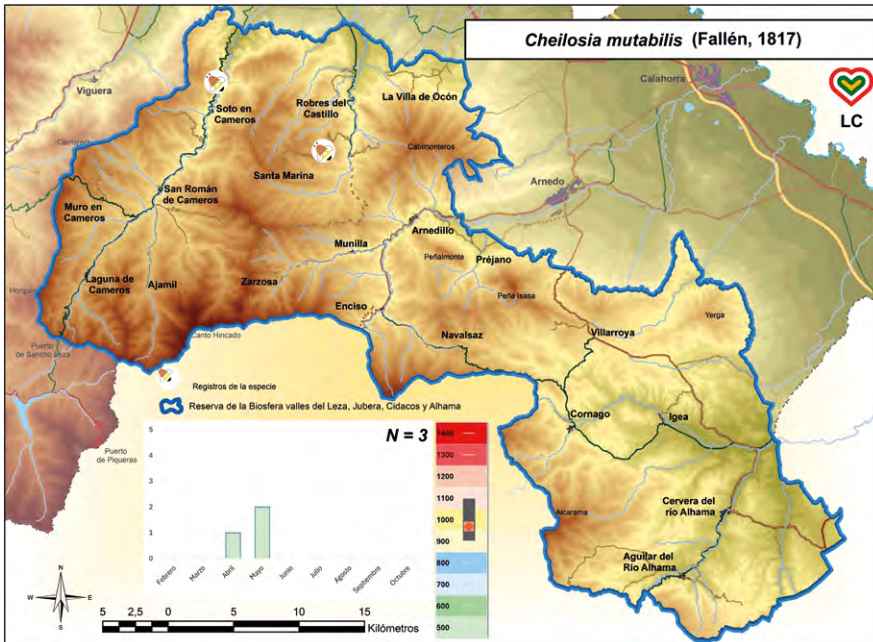 Cheilosia mutabilis (Fallén, 1817)
LC
Viguera
Calahorra
Soto en
Cameros
Robres del
Castillo
La Villa de Ocón
Cabimonteros
Arnedo
Santa Marina
San Román
de Cameros
Muro en
Cameros
Arnedillo
Munilla
Peñalmonte
Préjano
Laguna de
Cameros
Ajamil
Zarzosa
Peña Isasa
Enciso
Yerga
Navalsaz
Villarroya
Canto Hincado
Puerto
de Sancho Leza
Registros de la especie
Reserva de la Biosfera valles del Leza, Jubera, Cidacos y Alhama
Cornago
Igea
Puerto
de Piqueras
N = 3
5
4
3
2
1
0
Febrero
Marzo
Abril
Mayo
Junio
Julio
Agosto
Septiembre
Octubre
1400
1300
1200
1100
1000
900
800
700
600
500
Alcarama
Cervera del
río Alhama
Aguilar del
Río Alhama
N
W
E
S
5 2,5 0 5 10 15
Kilómetros